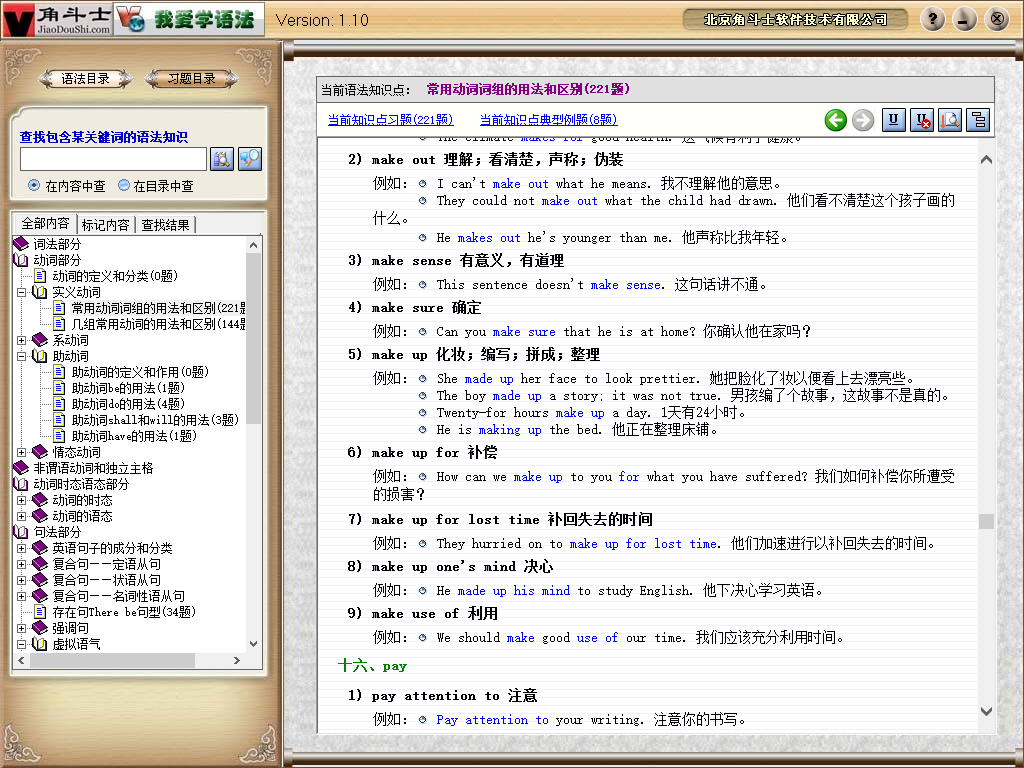 角斗士
JiaoDouShi.com
我爱学语法
Version: 1.10
北京角斗士软件技术有限公司
语法目录
习题目录
查找包含某关键词的语法知识
在内容中查
在目录中查
全部内容
标记内容
查找结果
词法部分
动词部分
动词的定义和分类(0题)
实义动词
常用动词词组的用法和区别(221题
几组常用动词的用法和区别(144题
系动词
助动词
助动词的定义和作用(0题)
助动词be的用法(1题)
助动词do的用法(4题)
助动词shall和will的用法(3题)
助动词have的用法(1题)
情态动词
非谓语动词和独立主格
动词时态语态部分
动词的时态
动词的语态
句法部分
英语句子的成分和分类
复合句——定语从句
复合句——状语从句
复合句——名词性语从句
存在句There be句型(34题)
强调句
虚拟语气
当前语法知识点：
常用动词词组的用法和区别(221题)
当前知识点习题(221题)
当前知识点典型例题(8题)
2) make out 理解；看清楚，声称；伪装
例如： I can't make out what he means. 我不理解他的意思。
They could not make out what the child had drawn. 他们看不清楚这个孩子画的
什么。
He makes out he's younger than me. 他声称比我年轻。
3) make sense 有意义，有道理
例如： This sentence doesn't make sense. 这句话讲不通。
4) make sure 确定
例如： Can you make sure that he is at home? 你确认他在家吗?
5) make up 化妆；编写；拼成；整理
例如： She made up her face to look prettier. 她把脸化了妆以便看上去漂亮些。
The boy made up a story; it was not true. 男孩编了个故事，这故事不是真的。
Twenty-for hours make up a day. 1天有24小时。
He is making up the bed. 他正在整理床铺。
6) make up for 补偿
例如： How can we make up to you for what you have suffered? 我们如何补偿你所遭受
的损害?
7) make up for lost time 补回失去的时间
例如： They hurried on to make up for lost time. 他们加速进行以补回失去的时间。
8) make up one's mind 决心
例如： He made up his mind to study English. 他下决心学习英语。
9) make use of 利用
例如： We should make good use of our time. 我们应该充分利用时间。
十六、pay
1) pay attention to 注意
例如： Pay attention to your writing. 注意你的书写。